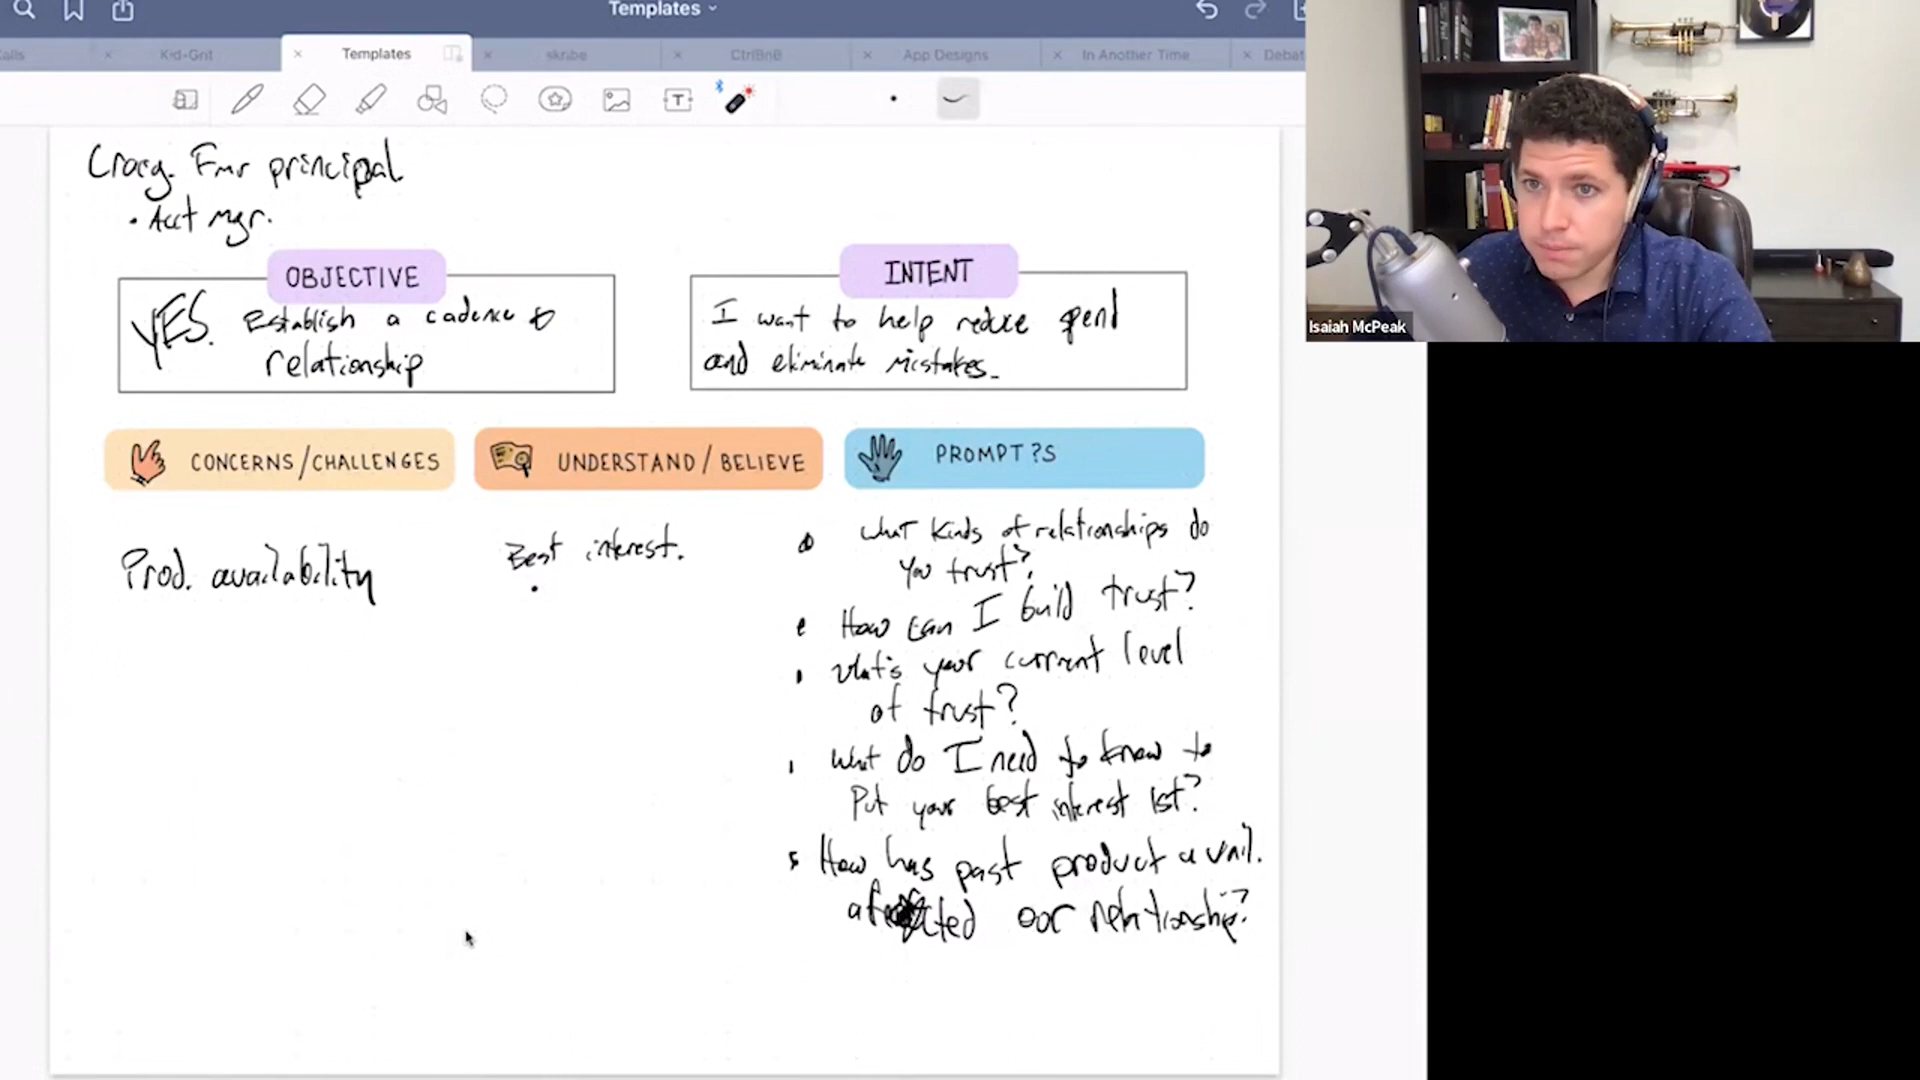 Templates
Kid-Grit
Templates
skribe
CtrlBnB
App Designs
In Another Time
Debat
T
Craig. Fmr principal
• Acct Mgr.
OBJECTIVE
YES. Establish a cadence &
relationship
INTENT
I want to help reduce spend
and eliminate mistakes.
CONCERNS/CHALLENGES
UNDERSTAND/BELIEVE
PROMPT?S
Prod. availability
Best interest.
•
What kinds of relationships do
you trust?
How can I build trust?
What's your current level
of trust?
What do I need to know to
Put your best interest 1st?
How has past product avail.
affected our relationship?
Isaiah McPeak